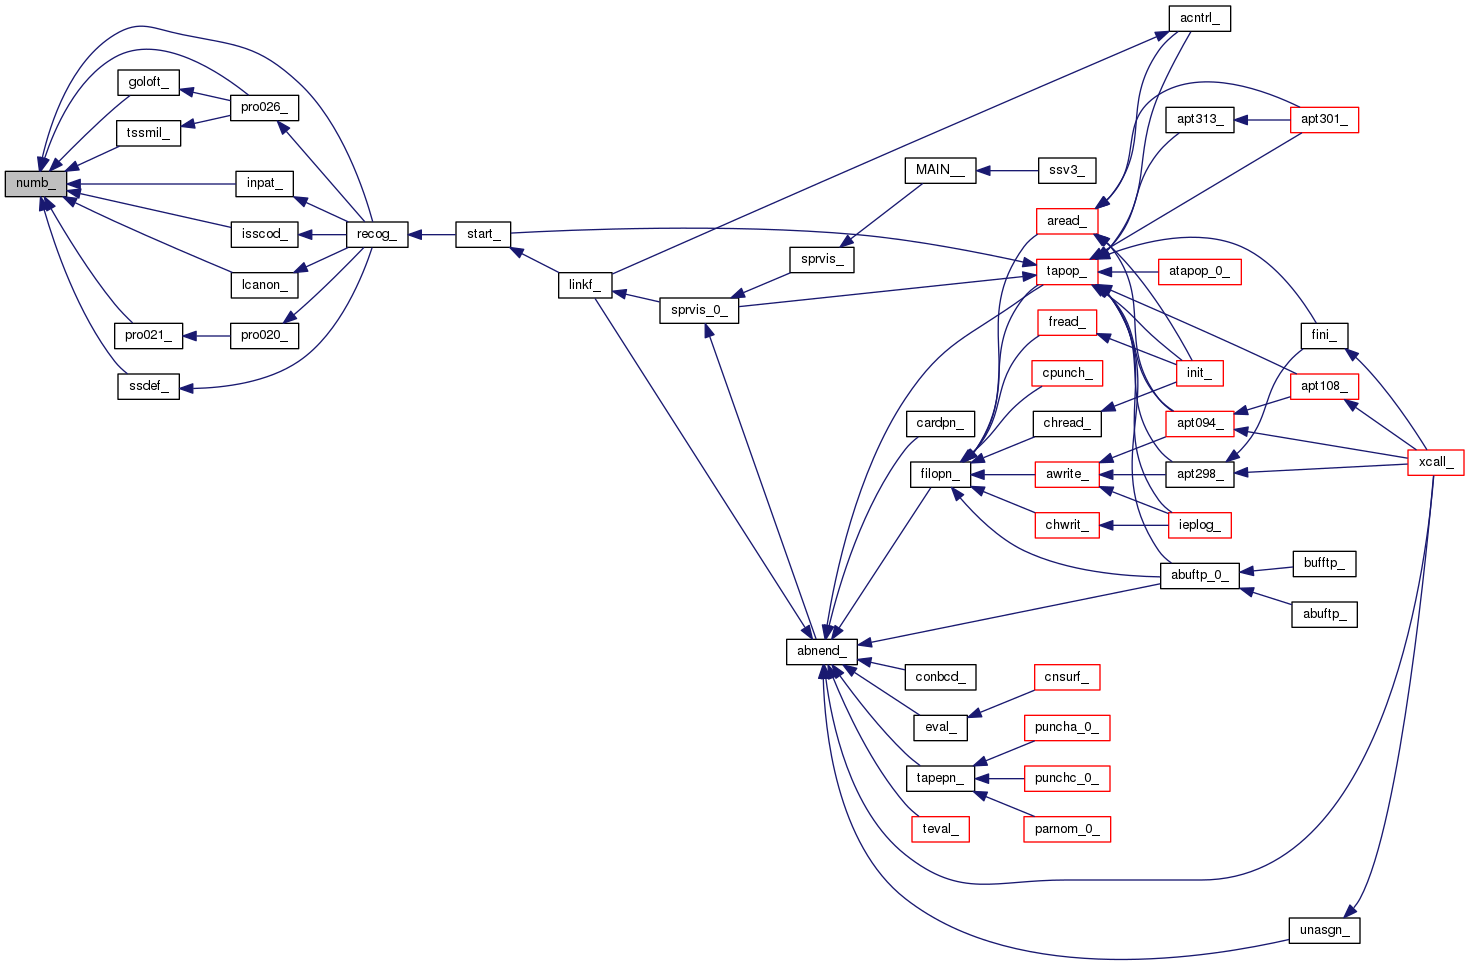 numb_
goloft_
tssmil_
pro026_
inpat_
isscod_
lcanon_
pro021_
pro020_
ssdef_
recog_
start_
linkf_
sprvis_0_
sprvis_
MAIN__
ssv3_
abnend_
cardpn_
filopn_
conbcd_
eval_
tapepn_
teval_
aread_
tapop_
fread_
cpunch_
chread_
awrite_
chwrit_
cnsurf_
puncha_0_
punchc_0_
parnom_0_
acntrl_
apt313_
apt301_
atapop_0_
init_
apt094_
apt298_
ieplog_
abuftp_0_
fini_
apt108_
xcall_
bufftp_
abuftp_
unasgn_